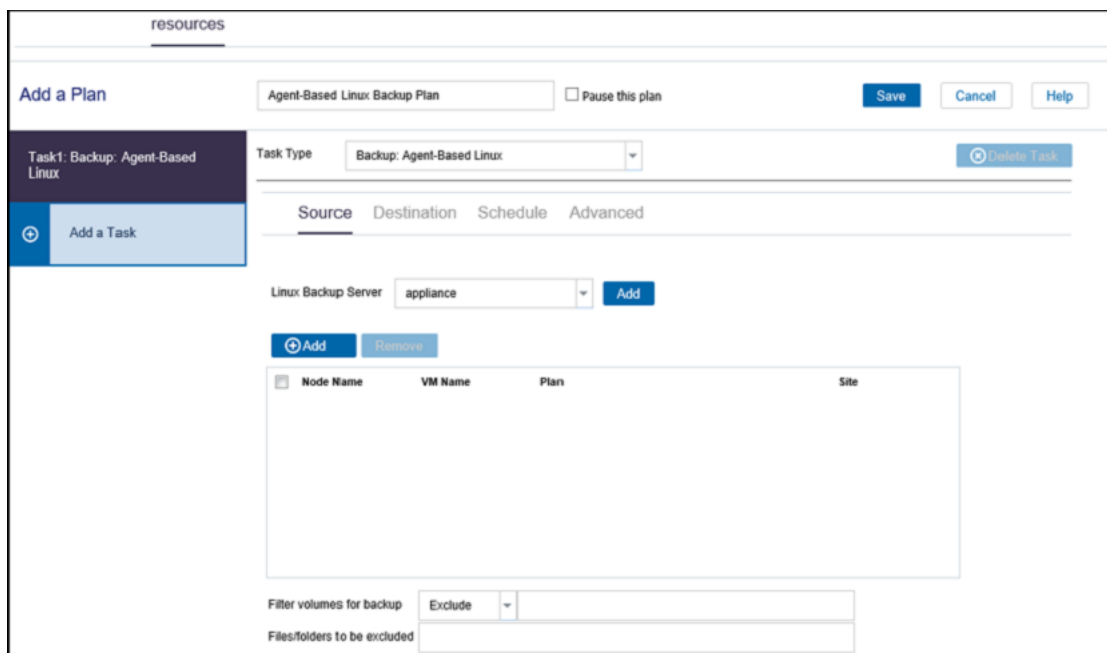 resources
Add a Plan
Agent-Based Linux Backup Plan
Pause this plan
Save
Cancel
Help
Task1: Backup: Agent-Based
Linux
Task Type
Backup: Agent-Based Linux
Delete Task
Add a Task
Source Destination Schedule Advanced
Linux Backup Server
appliance
Add
Add
Remove
Node Name VM Name Plan Site
Filter volumes for backup
Exclude
Files/folders to be excluded